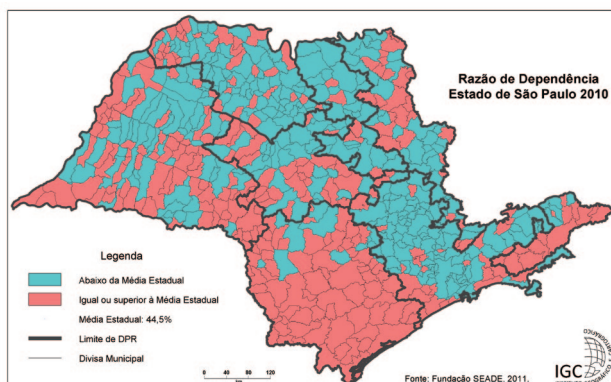 Razão de Dependência
Estado de São Paulo 2010
Legenda
Abaixo da Média Estadual
Igual ou superior à Média Estadual
Média Estadual: 44,5%
Limite de DPR
Divisa Municipal
20 0 40 80 120
Fonte: Fundação SEADE, 2011.
IGC